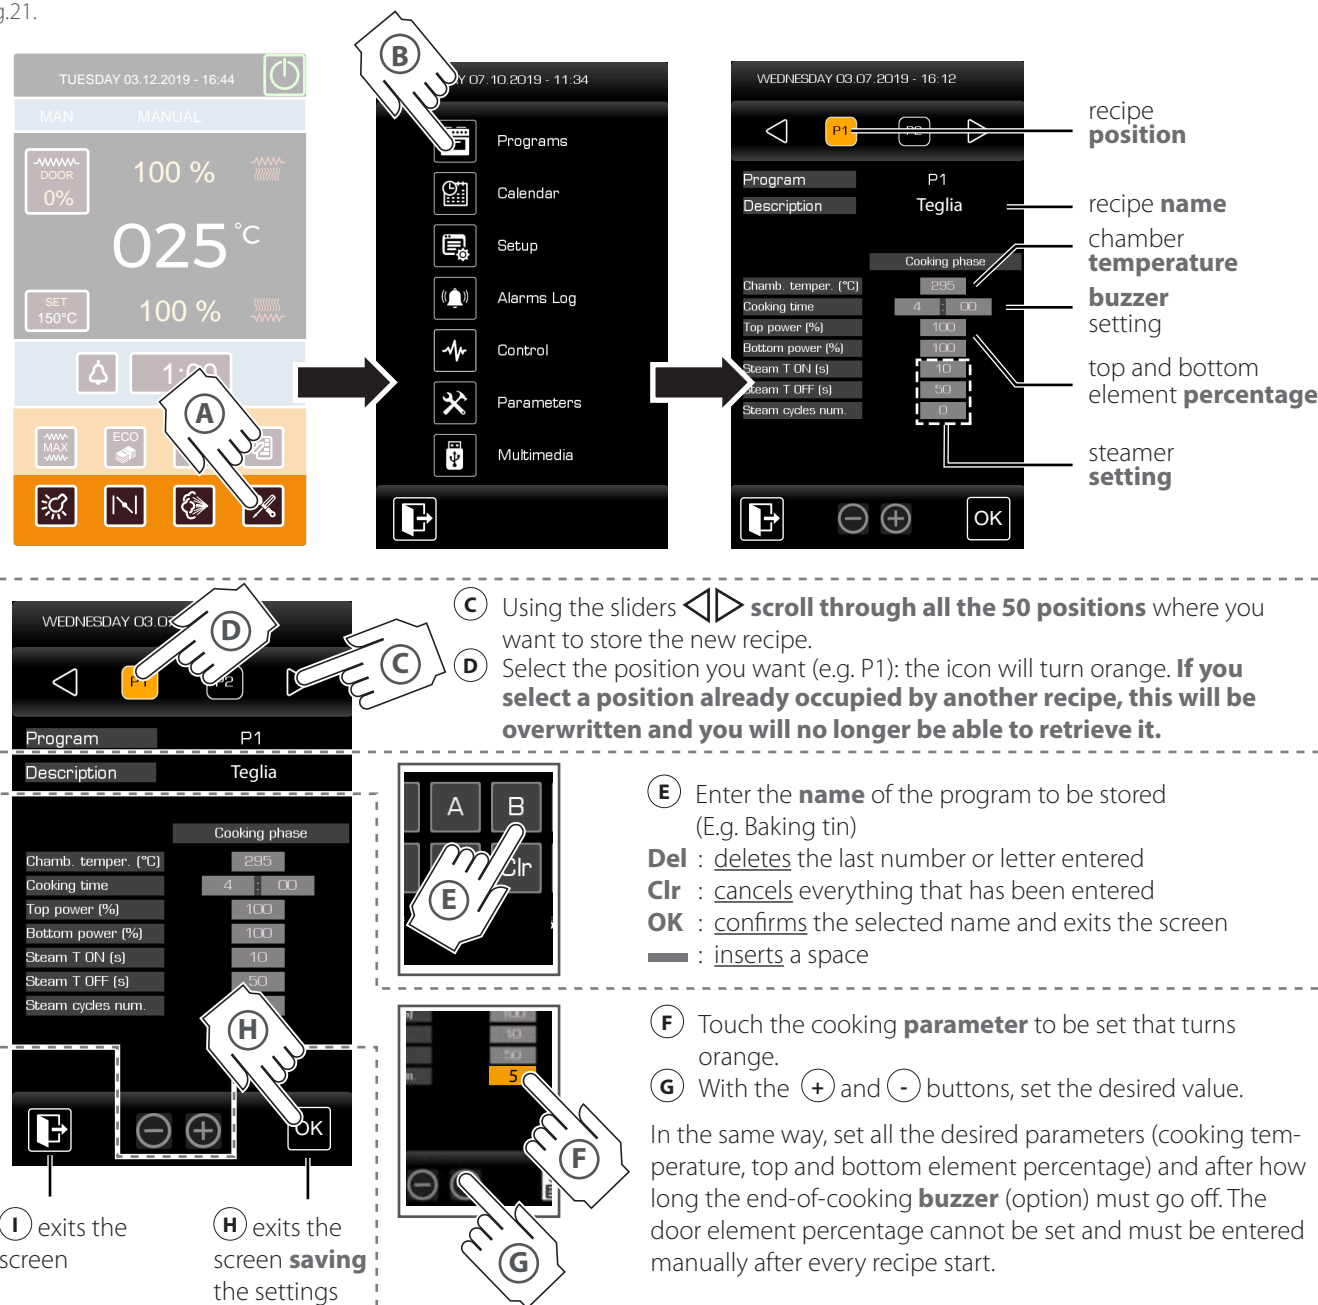 g.21.
TUESDAY 03.12.2019 - 16:44
MAN MANUAL
DOOR
0%
100 %
025 °C
SET
150°C
100 %
MAX
ECO
A
B
07.10.2019 - 11:34
Programs
Calendar
Setup
Alarms Log
Control
Parameters
Multimedia
WEDNESDAY 03.07.2019 - 16:12
P1 P2
Program P1
Description Teglia
Cooking phase
Chamb. temper. (°C) 295
Cooking time 4 : 00
Top power (%) 100
Bottom power (%) 100
Steam T ON (s) 10
Steam T OFF (s) 50
Steam cycles num. 0
OK
recipe
position
recipe name
chamber
temperature
buzzer
setting
top and bottom
element percentage
steamer
setting
WEDNESDAY 03.0
D
C
P1 P2
Program P1
Description Teglia
Cooking phase
Chamb. temper. (°C) 295
Cooking time 4 : 00
Top power (%) 100
Bottom power (%) 100
Steam T ON (s) 10
Steam T OFF (s) 50
Steam cycles num.
H
OK
I exits the
screen
H exits the
screen saving
the settings
C Using the sliders scroll through all the 50 positions where you
want to store the new recipe.
D Select the position you want (e.g. P1): the icon will turn orange. If you
select a position already occupied by another recipe, this will be
overwritten and you will no longer be able to retrieve it.
A B
Clr
E
E Enter the name of the program to be stored
(E.g. Baking tin)
Del : deletes the last number or letter entered
Clr : cancels everything that has been entered
OK : confirms the selected name and exits the screen
: inserts a space
100
10
50
5
F
G
F Touch the cooking parameter to be set that turns
orange.
G With the + and - buttons, set the desired value.
In the same way, set all the desired parameters (cooking tem-
perature, top and bottom element percentage) and after how
long the end-of-cooking buzzer (option) must go off. The
door element percentage cannot be set and must be entered
manually after every recipe start.